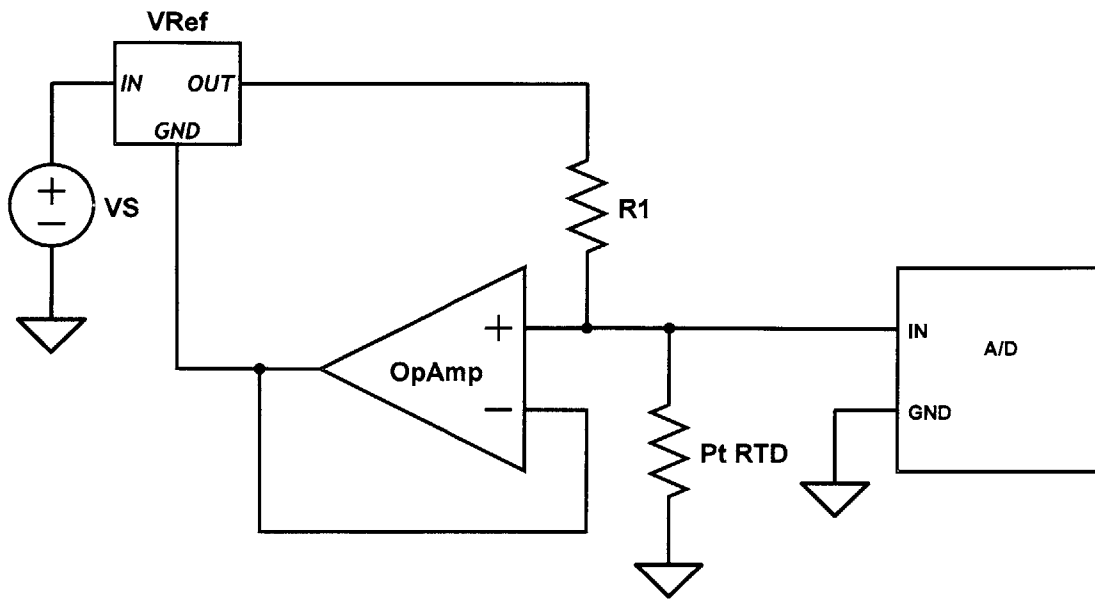 VRef
IN OUT
GND
+
−
VS
R1
+
OpAmp
−
IN
A/D
GND
Pt RTD